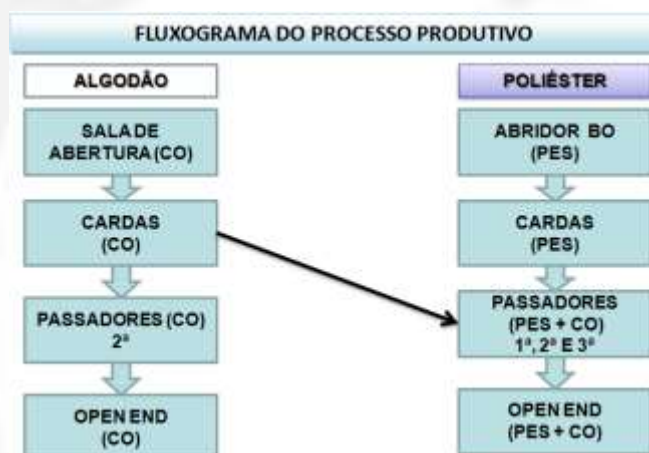 FLUXOGRAMA DO PROCESSO PRODUTIVO
ALGODÃO
SALA DE
ABERTURA (CO)
CARDAS
(CO)
PASSADORES (CO)
2ª
OPEN END
(CO)
POLIÉSTER
ABRIDOR BO
(PES)
CARDAS
(PES)
PASSADORES
(PES + CO)
1ª, 2ª E 3ª
OPEN END
(PES + CO)